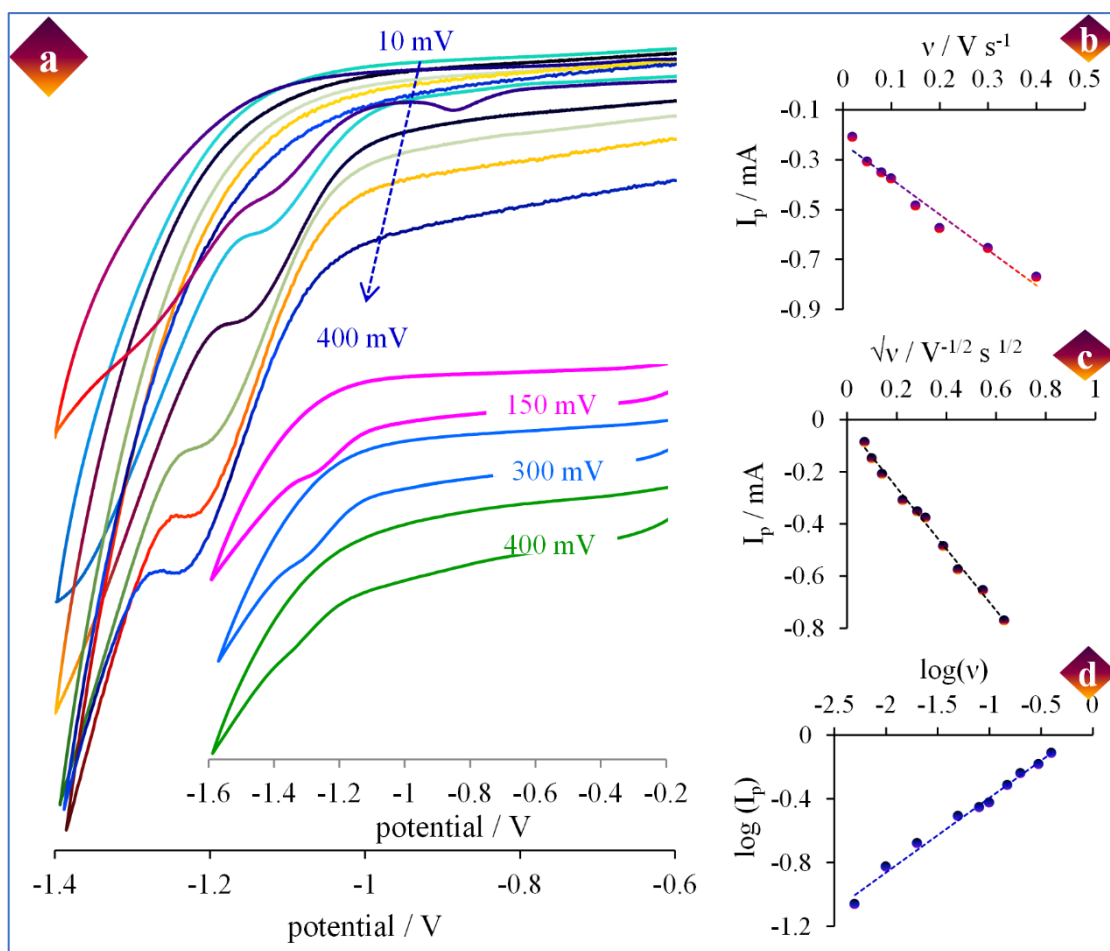 a
10 mV
400 mV
150 mV
300 mV
400 mV
-1.6 -1.4 -1.2 -1 -0.8 -0.6 -0.4 -0.2
potential / V
-1.4 -1.2 -1 -0.8 -0.6
potential / V
b
ν / V s-1
0 0.1 0.2 0.3 0.4 0.5
-0.1
-0.3
-0.5
-0.7
-0.9
Ip / mA
c
√ν / V-1/2 s 1/2
0 0.2 0.4 0.6 0.8 1
0
-0.2
-0.4
-0.6
-0.8
Ip / mA
d
log(ν)
-2.5 -2 -1.5 -1 -0.5 0
0
-0.4
-0.8
-1.2
log (Ip)